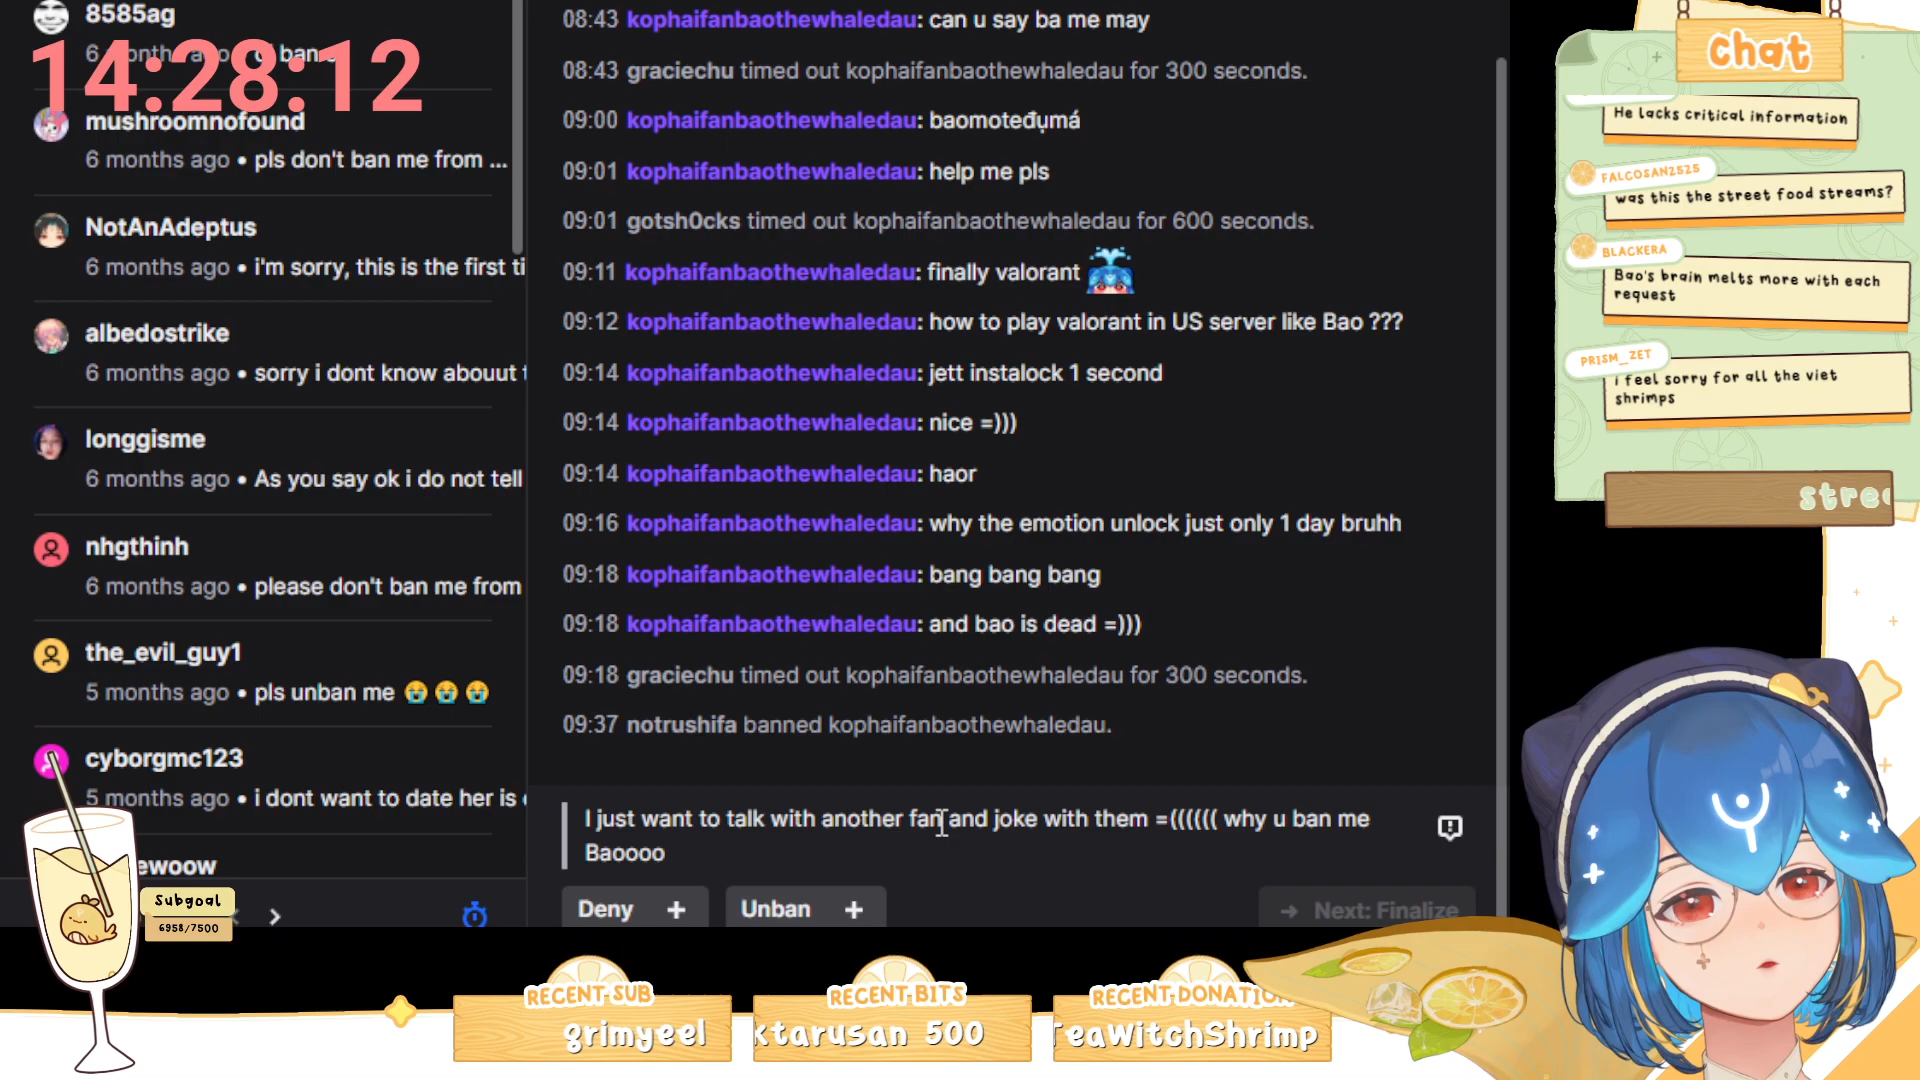 8585ag
6 months ago
14:28:12
mushroomnofound
6 months ago • pls don't ban me from ...
NotAnAdeptus
6 months ago • i'm sorry, this is the first ti
albedostrike
6 months ago • sorry i dont know abouut t
longgisme
6 months ago • As you say ok i do not tell
nhgthinh
6 months ago • please don't ban me from
the_evil_guy1
5 months ago • pls unban me 😭 😭 😭
cyborgmc123
5 months ago • i dont want to date her is
ewoow
Subgoal
6958/7500
08:43 kophaifanbaothewhaledau: can u say ba me may
08:43 graciechu timed out kophaifanbaothewhaledau for 300 seconds.
09:00 kophaifanbaothewhaledau: baomoteđụmá
09:01 kophaifanbaothewhaledau: help me pls
09:01 gotsh0cks timed out kophaifanbaothewhaledau for 600 seconds.
09:11 kophaifanbaothewhaledau: finally valorant
09:12 kophaifanbaothewhaledau: how to play valorant in US server like Bao ???
09:14 kophaifanbaothewhaledau: jett instalock 1 second
09:14 kophaifanbaothewhaledau: nice =)))
09:14 kophaifanbaothewhaledau: haor
09:16 kophaifanbaothewhaledau: why the emotion unlock just only 1 day bruhh
09:18 kophaifanbaothewhaledau: bang bang bang
09:18 kophaifanbaothewhaledau: and bao is dead =)))
09:18 graciechu timed out kophaifanbaothewhaledau for 300 seconds.
09:37 notrushifa banned kophaifanbaothewhaledau.
I just want to talk with another fan and joke with them =(((((( why u ban me
Baoooo
Deny +
Unban +
→ Next: Finalize
chat
He lacks critical information
FALCOSAN2525
was this the street food streams?
BLACKERA
Bao's brain melts more with each
request
PRISM_ZET
i feel sorry for all the viet
shrimps
stre
RECENT SUB
grimyeel
RECENT BITS
ktarusan 500
RECENT DONATION
TeaWitchShrimp